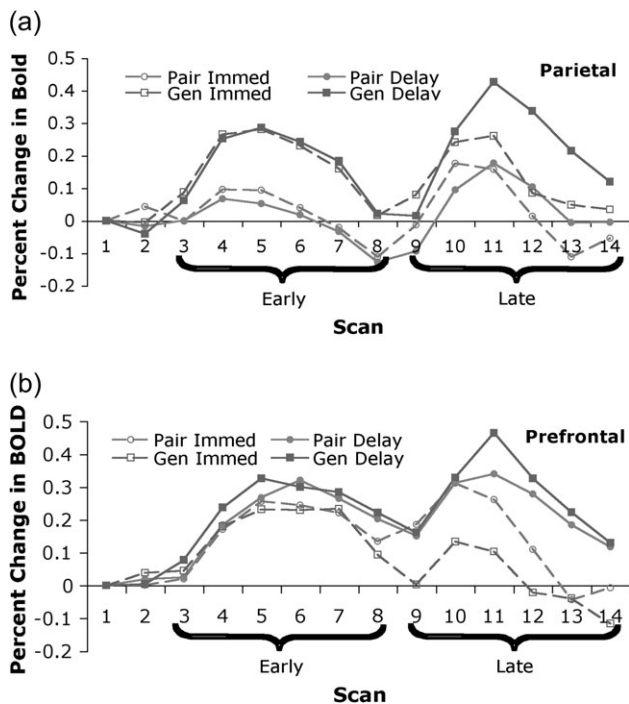 (a)
Percent Change in Bold
0.5
0.4
0.3
0.2
0.1
0
-0.1
0.2
Pair Immed
Pair Delay
Gen Immed
Gen Delav
Parietal
1 2 3 4 5 6 7 8 9 10 11 12 13 14
Early
Late
Scan
(b)
Percent Change in BOLD
0.5
0.4
0.3
0.2
0.1
0
-0.1
-0.2
Pair Immed
Pair Delay
Gen Immed
Gen Delay
Prefrontal
1 2 3 4 5 6 7 8 9 10 11 12 13 14
Early
Late
Scan